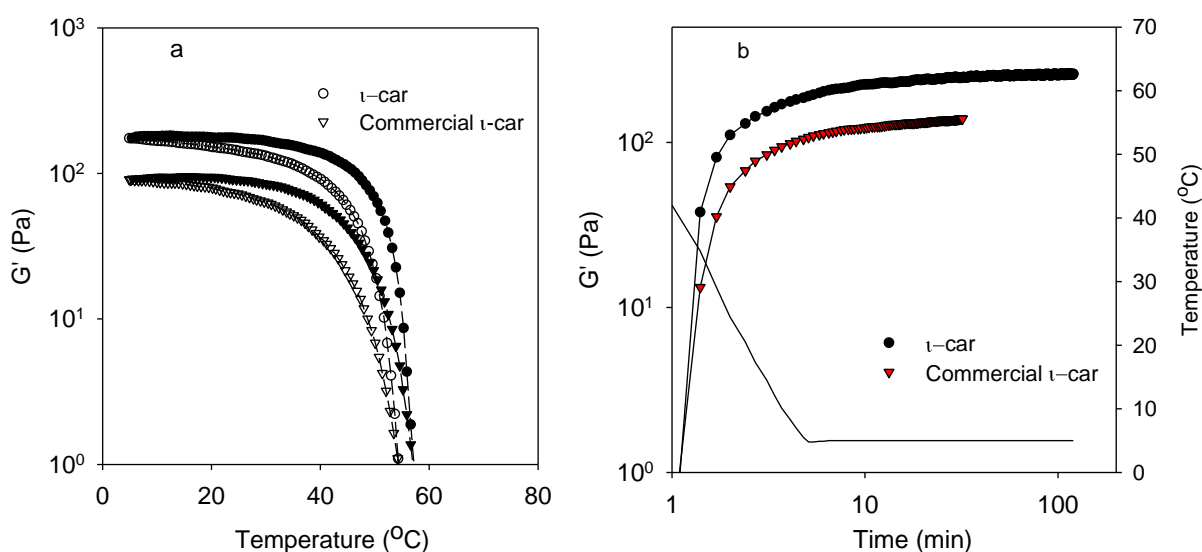 a
10³
10²
10¹
10⁰
G' (Pa)
ι–car
Commercial ι-car
0 20 40 60 80
Temperature (°C)
b
10²
10¹
10⁰
G' (Pa)
70
60
50
40
30
20
10
0
Temperature (°C)
ι–car
Commercial ι-car
1 10 100
Time (min)